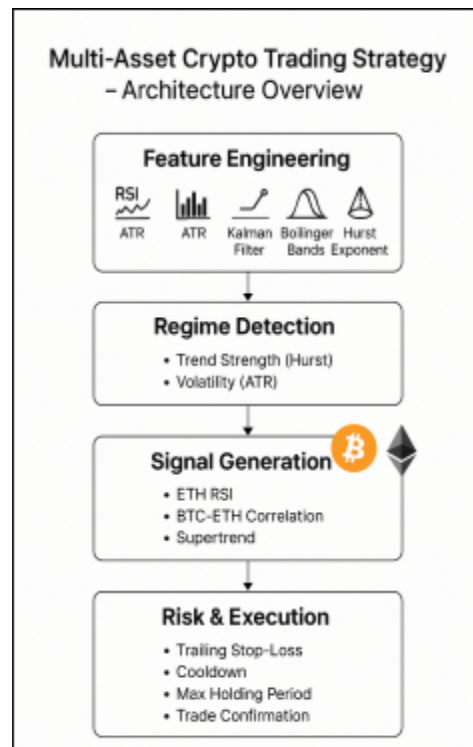 Multi-Asset Crypto Trading Strategy
– Architecture Overview
Feature Engineering
RSI
ATR ATR Kalman Filter Bollinger Bands Hurst Exponent
Regime Detection
• Trend Strength (Hurst)
• Volatility (ATR)
Signal Generation
• ETH RSI
• BTC-ETH Correlation
• Supertrend
Risk & Execution
• Trailing Stop-Loss
• Cooldown
• Max Holding Period
• Trade Confirmation